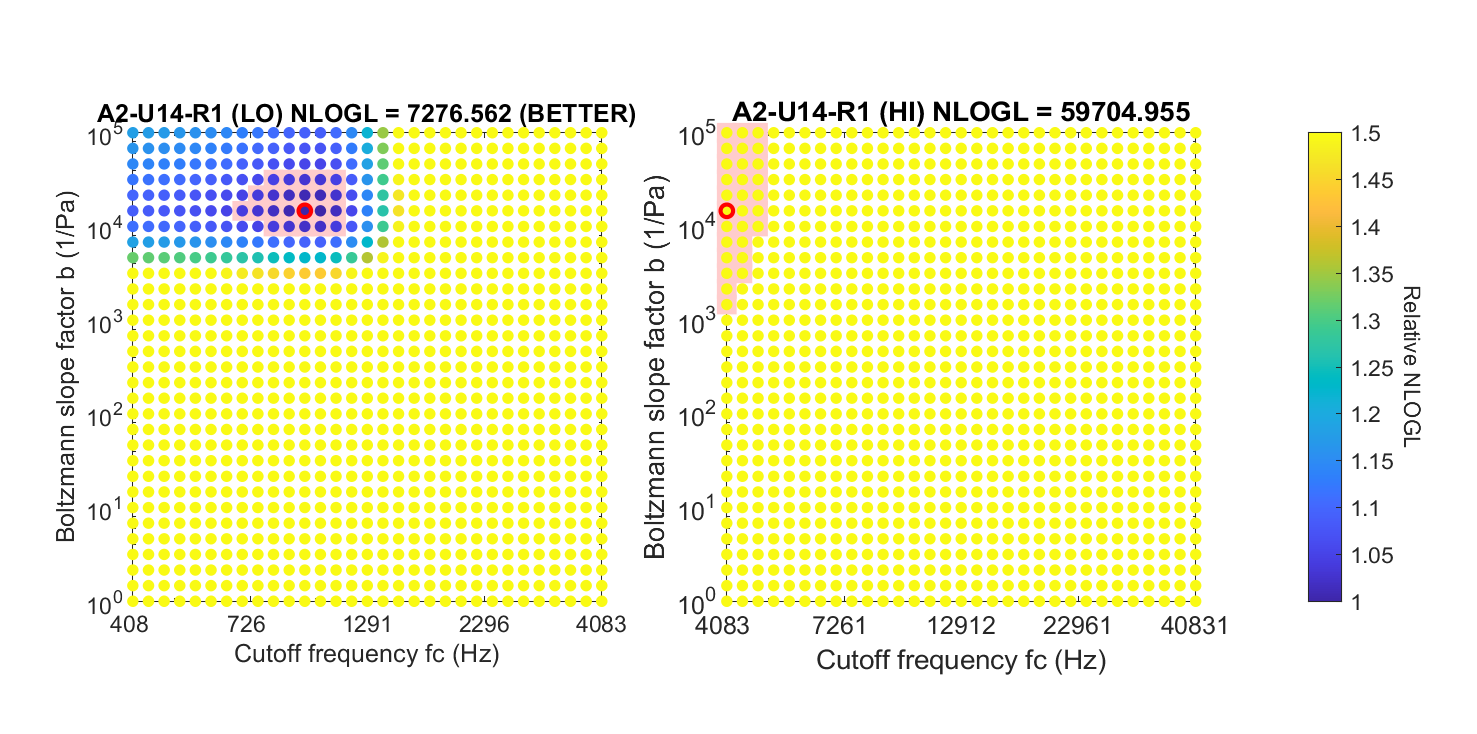 A2-U14-R1 (LO) NLOGL = 7276.562 (BETTER)
10^5
10^4
10^3
10^2
10^1
10^0
Boltzmann slope factor b (1/Pa)
408 726 1291 2296 4083
Cutoff frequency fc (Hz)
A2-U14-R1 (HI) NLOGL = 59704.955
10^5
10^4
10^3
10^2
10^1
10^0
Boltzmann slope factor b (1/Pa)
4083 7261 12912 22961 40831
Cutoff frequency fc (Hz)
1.5
1.45
1.4
1.35
1.3
1.25
1.2
1.15
1.1
1.05
1
Relative NLOGL